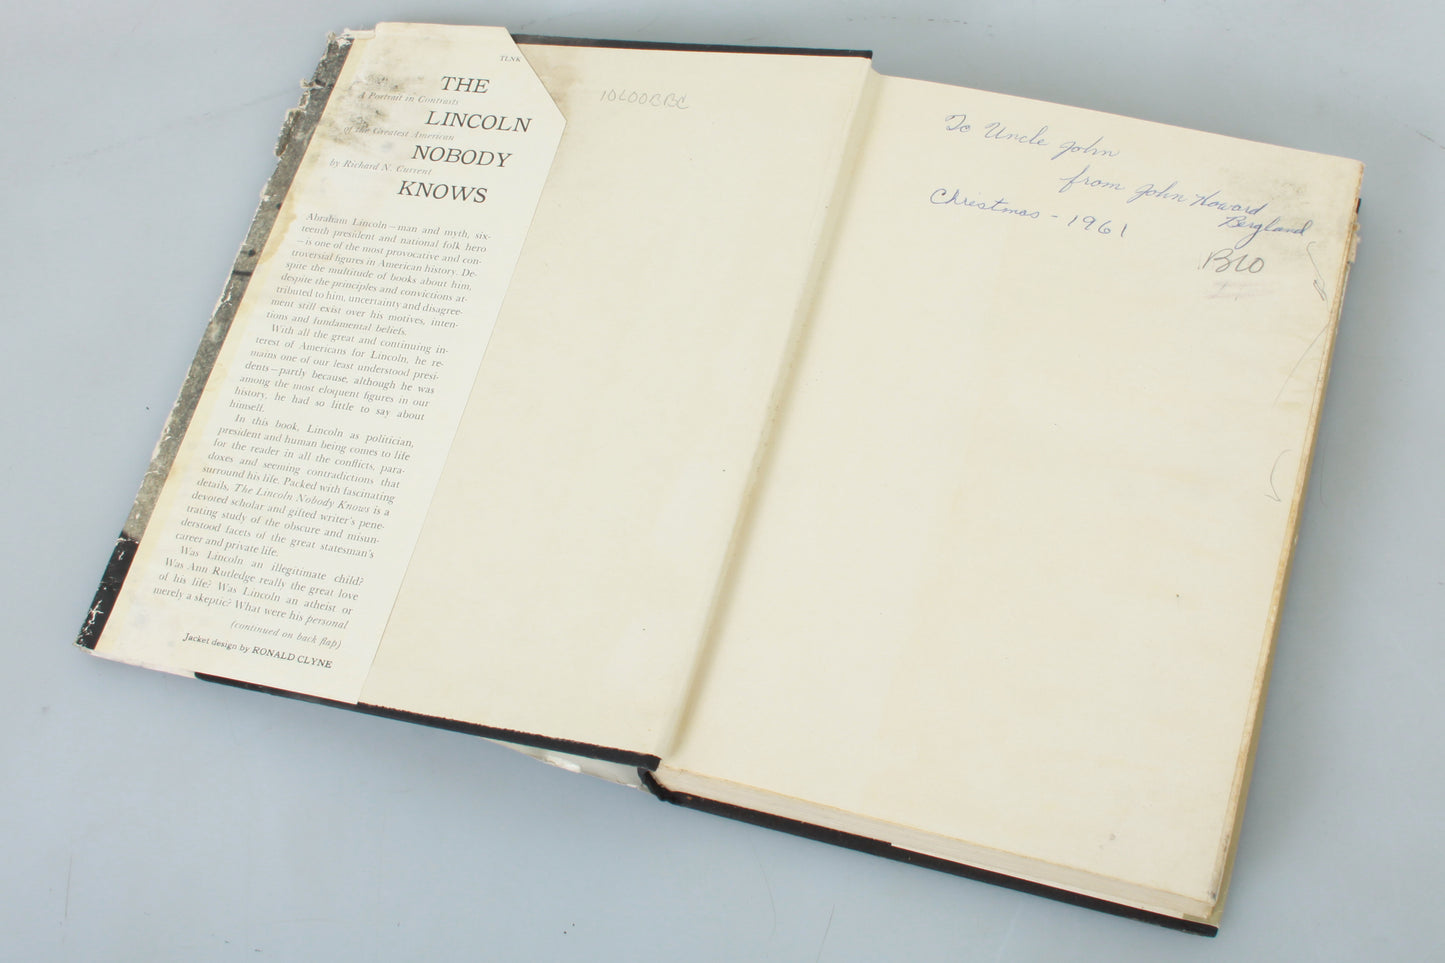 TLNK
THE
A Portrait in Contrasts
LINCOLN
of the Greatest American
NOBODY
by Richard N. Current
KNOWS
Abraham Lincoln—man and myth, six-
teenth president and national folk hero
—is one of the most provocative and con-
troversial figures in American history. De-
spite the multitude of books about him,
despite the principles and convictions at-
tributed to him, uncertainty and disagree-
ment still exist over his motives, inten-
tions and fundamental beliefs.
With all the great and continuing in-
terest of Americans for Lincoln, he re-
mains one of our least understood presi-
dents—partly because, although he was
among the most eloquent figures in our
history, he had so little to say about
himself.
In this book, Lincoln as politician,
president and human being comes to life
for the reader in all the conflicts, para-
doxes and seeming contradictions that
surround his life. Packed with fascinating
details, The Lincoln Nobody Knows is a
devoted scholar and gifted writer's pene-
trating study of the obscure and misun-
derstood facets of the great statesman's
career and private life.
Was Lincoln an illegitimate child?
Was Ann Rutledge really the great love
of his life? Was Lincoln an atheist or
merely a skeptic? What were his personal
(continued on back flap)
Jacket design by RONALD CLYNE
To Uncle John
from John Howard
Bergland
Christmas - 1961